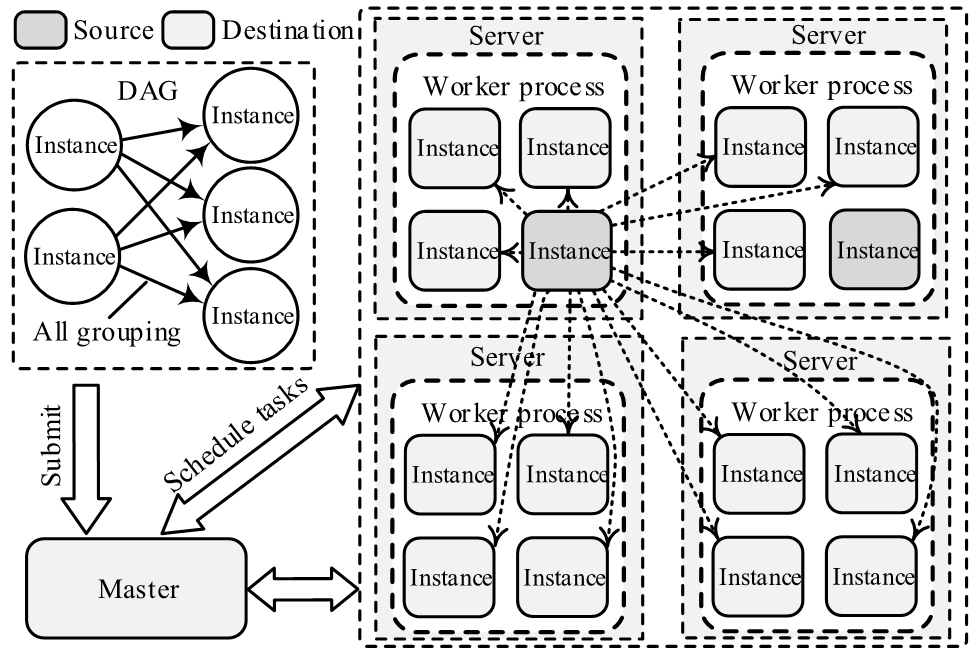 Source
Destination
DAG
Instance
Instance
Instance
Instance
Instance
All grouping
Submit
Schedule tasks
Master
Server
Worker process
Instance
Instance
Instance
Instance
Server
Worker process
Instance
Instance
Instance
Instance
Server
Worker process
Instance
Instance
Instance
Instance
Server
Worker process
Instance
Instance
Instance
Instance